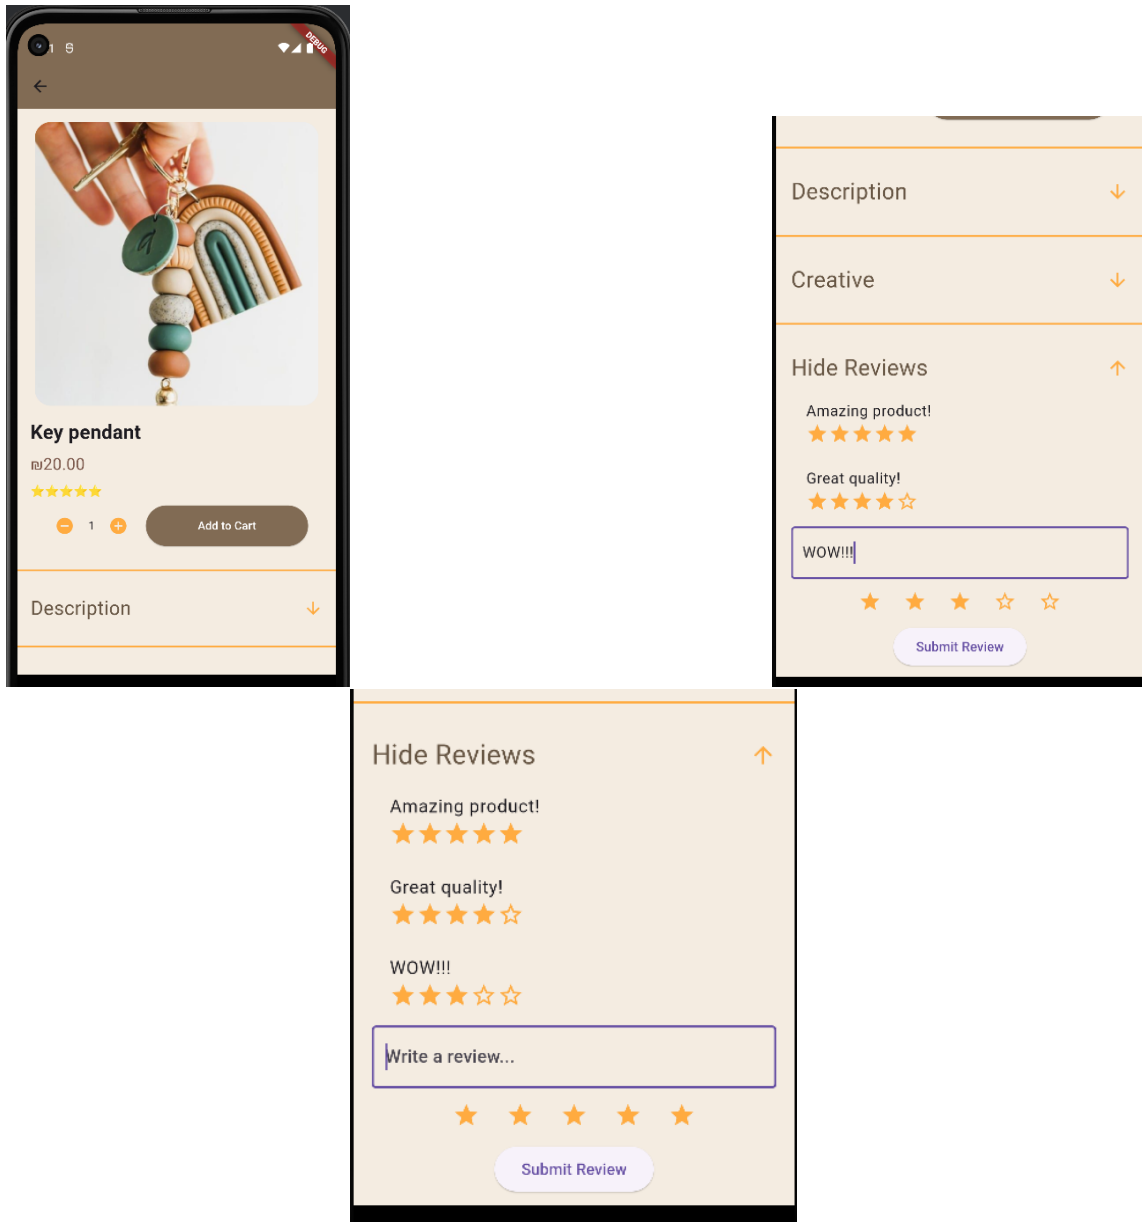 1 S
DEBUG
Key pendant
₪20.00
1
Add to Cart
Description
Description
Creative
Hide Reviews
Amazing product!
Great quality!
WOW!!!
Submit Review
Hide Reviews
Amazing product!
Great quality!
WOW!!!
Write a review...
Submit Review